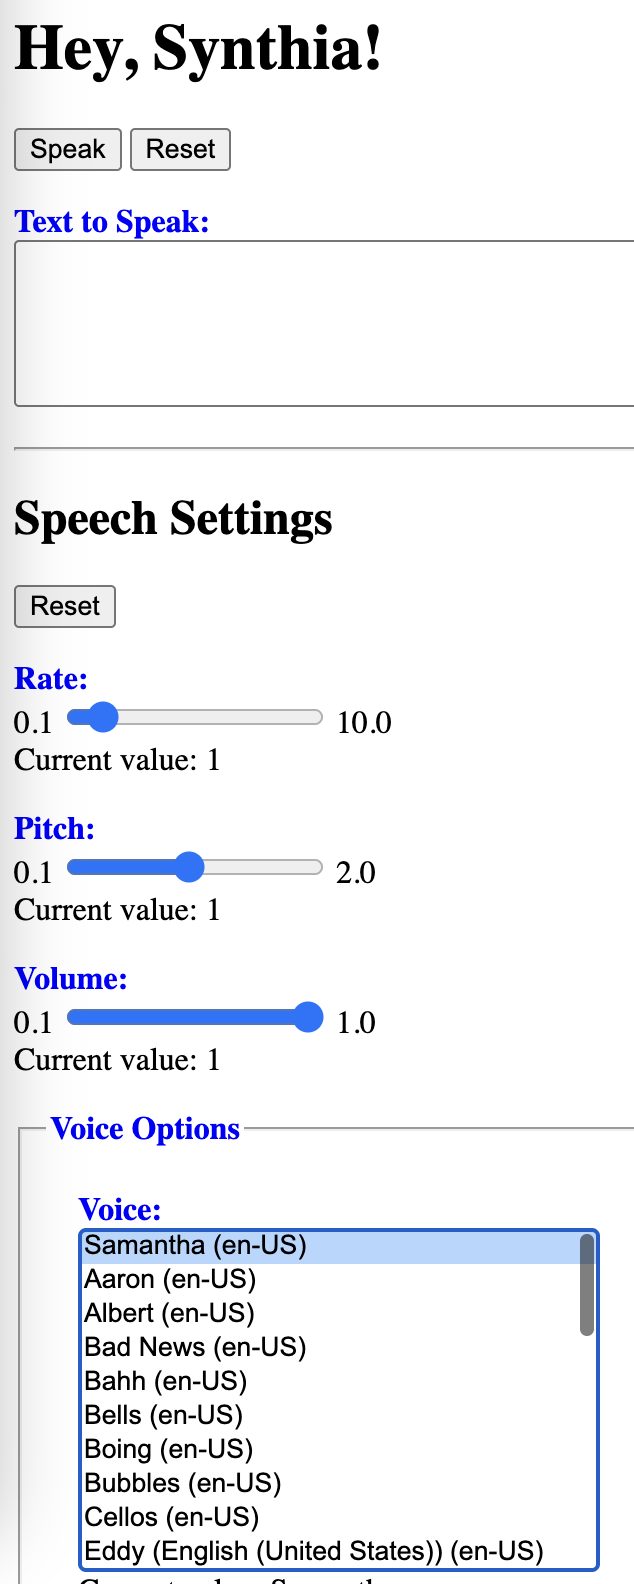 Hey, Synthia!
Speak Reset
Text to Speak:
Speech Settings
Reset
Rate:
0.1 10.0
Current value: 1
Pitch:
0.1 2.0
Current value: 1
Volume:
0.1 1.0
Current value: 1
Voice Options
Voice:
Samantha (en-US)
Aaron (en-US)
Albert (en-US)
Bad News (en-US)
Bahh (en-US)
Bells (en-US)
Boing (en-US)
Bubbles (en-US)
Cellos (en-US)
Eddy (English (United States)) (en-US)